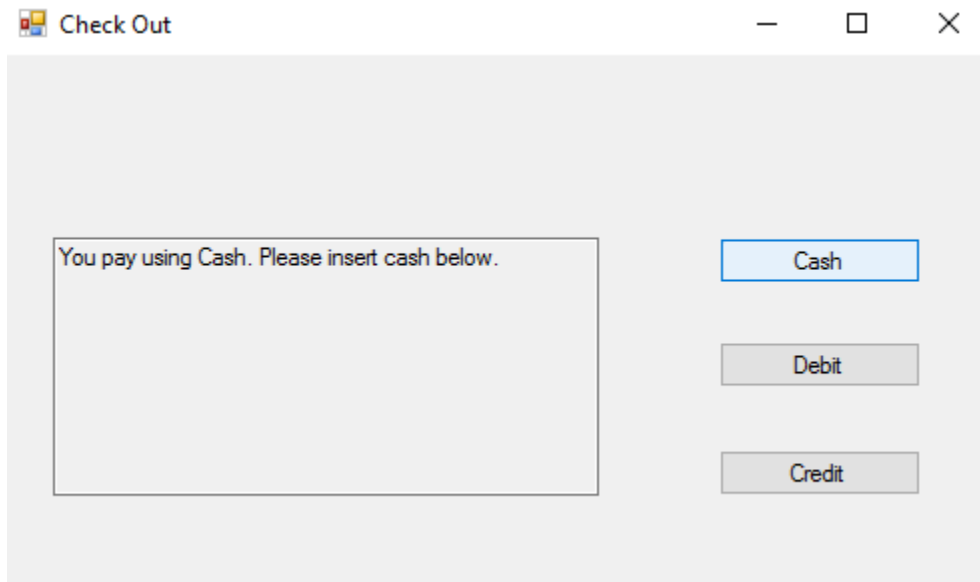 Check Out
You pay using Cash. Please insert cash below.
Cash
Debit
Credit